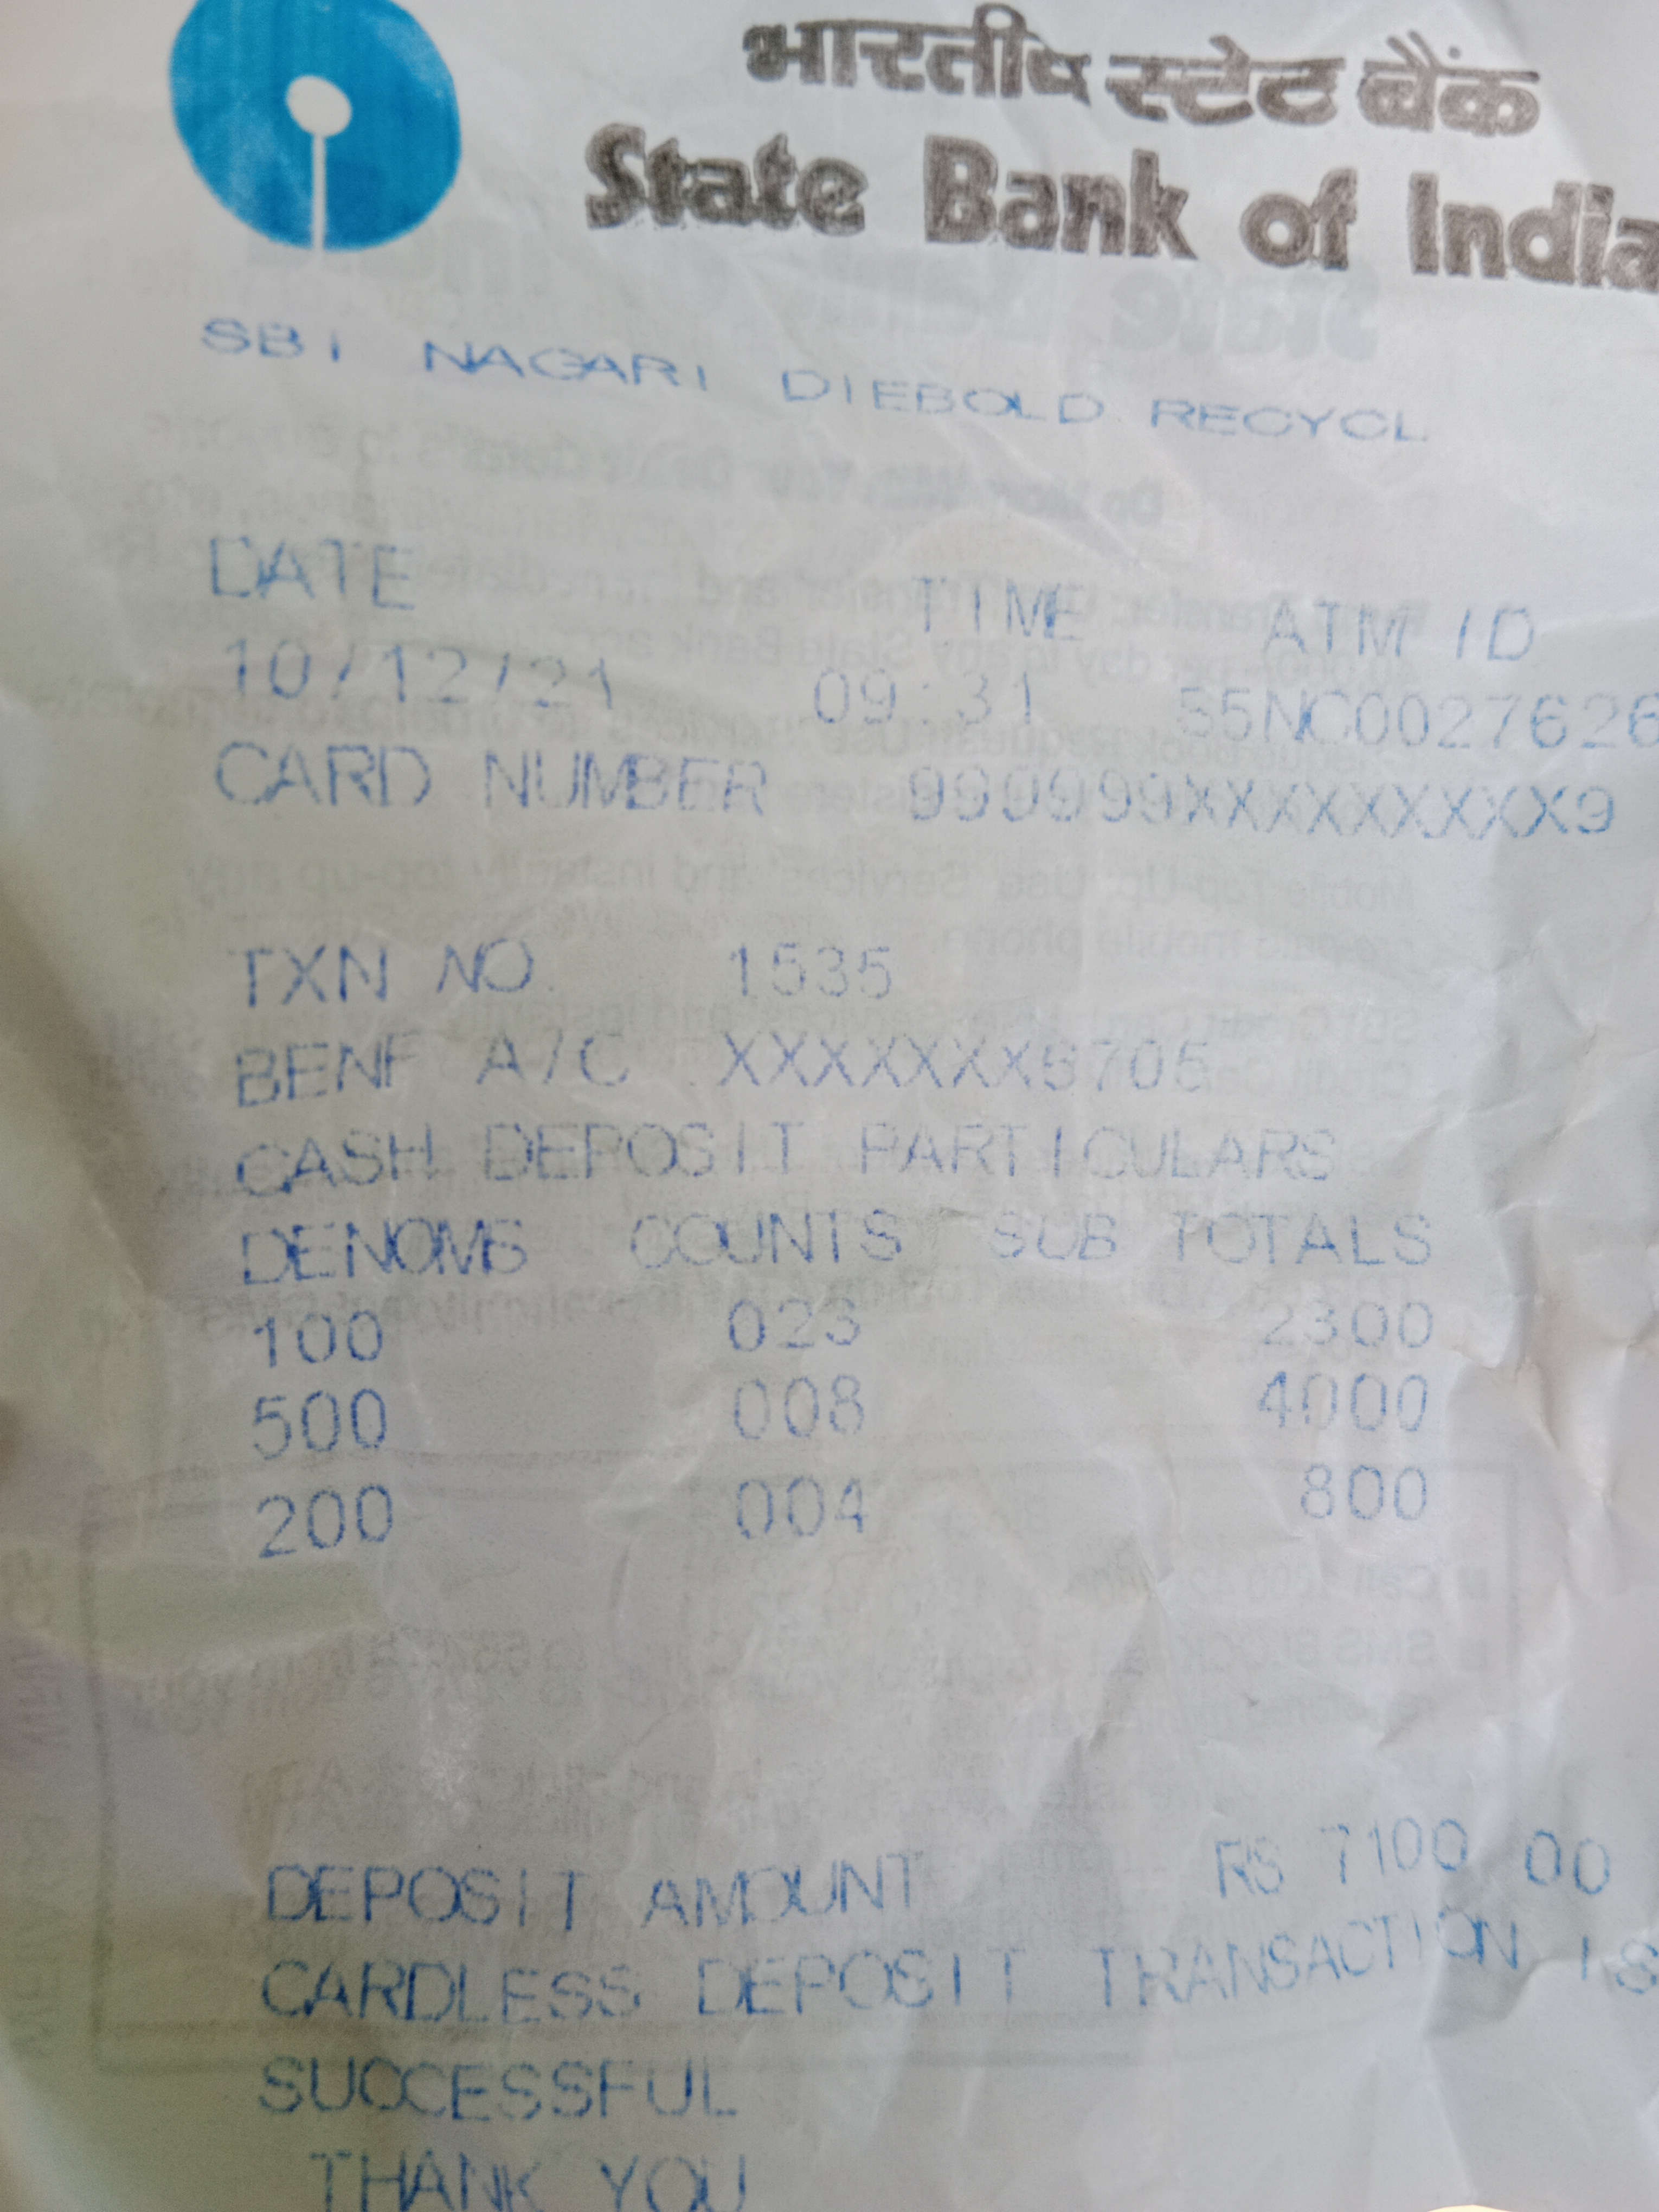 भारतीय स्टेट बैंक
State Bank of India
SBI NAGARI DIEBOLD RECYCL
DATE TIME ATM ID
10/12/21 09:31 S5NC0027626
CARD NUMBER 999999XXXXXXXXXXX9
TXN NO. 1535
BENF A/C XXXXXXX6705
CASH DEPOSIT PARTICULARS
DENOMS COUNTS SUB TOTALS
100 023 2300
500 008 4000
200 004 800
DEPOSIT AMOUNT RS 7100.00
CARDLESS DEPOSIT TRANSACTION IS
SUCCESSFUL
THANK YOU